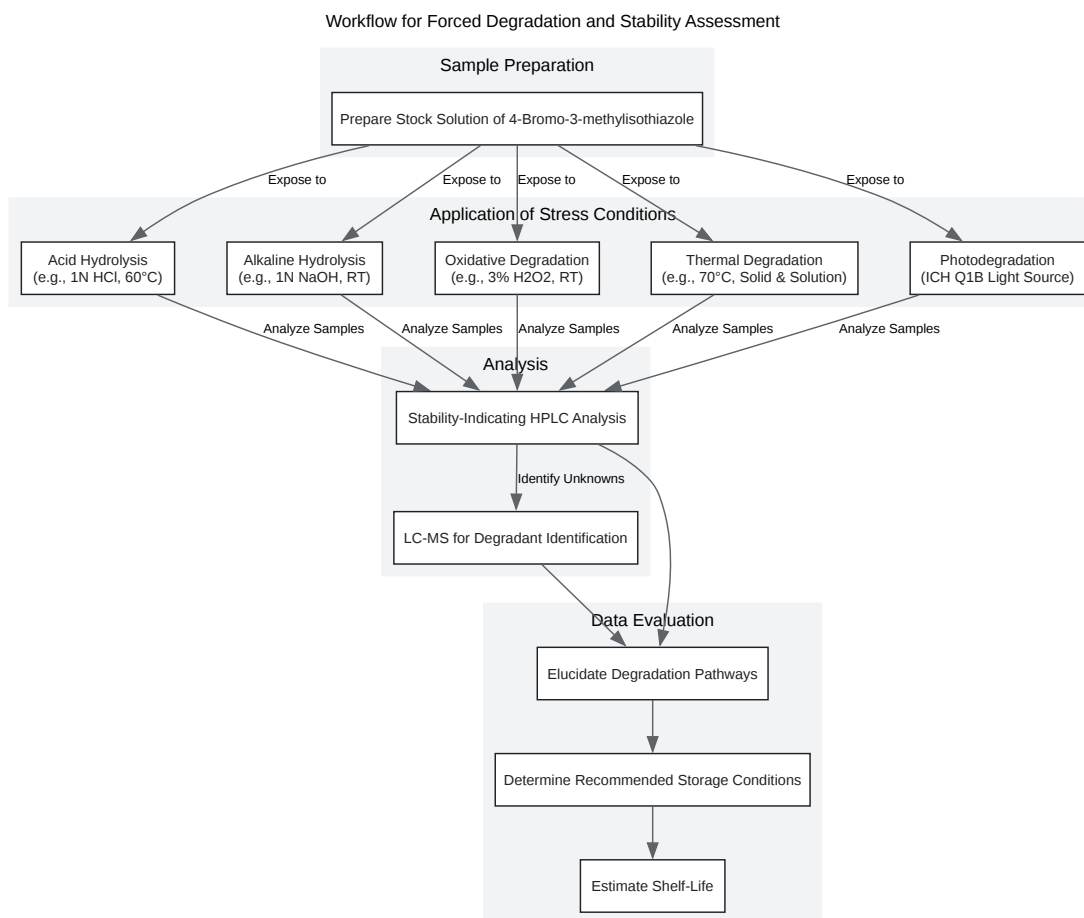 Workflow for Forced Degradation and Stability Assessment
Sample Preparation
Prepare Stock Solution of 4-Bromo-3-methylisothiazole
Expose to
Expose to
Expose to
Expose to
Expose to
Application of Stress Conditions
Acid Hydrolysis
(e.g., 1N HCl, 60°C)
Alkaline Hydrolysis
(e.g., 1N NaOH, RT)
Oxidative Degradation
(e.g., 3% H2O2, RT)
Thermal Degradation
(e.g., 70°C, Solid & Solution)
Photodegradation
(ICH Q1B Light Source)
Analyze Samples
Analyze Samples
Analyze Samples
Analyze Samples
Analyze Samples
Analysis
Stability-Indicating HPLC Analysis
Identify Unknowns
LC-MS for Degradant Identification
Data Evaluation
Elucidate Degradation Pathways
Determine Recommended Storage Conditions
Estimate Shelf-Life